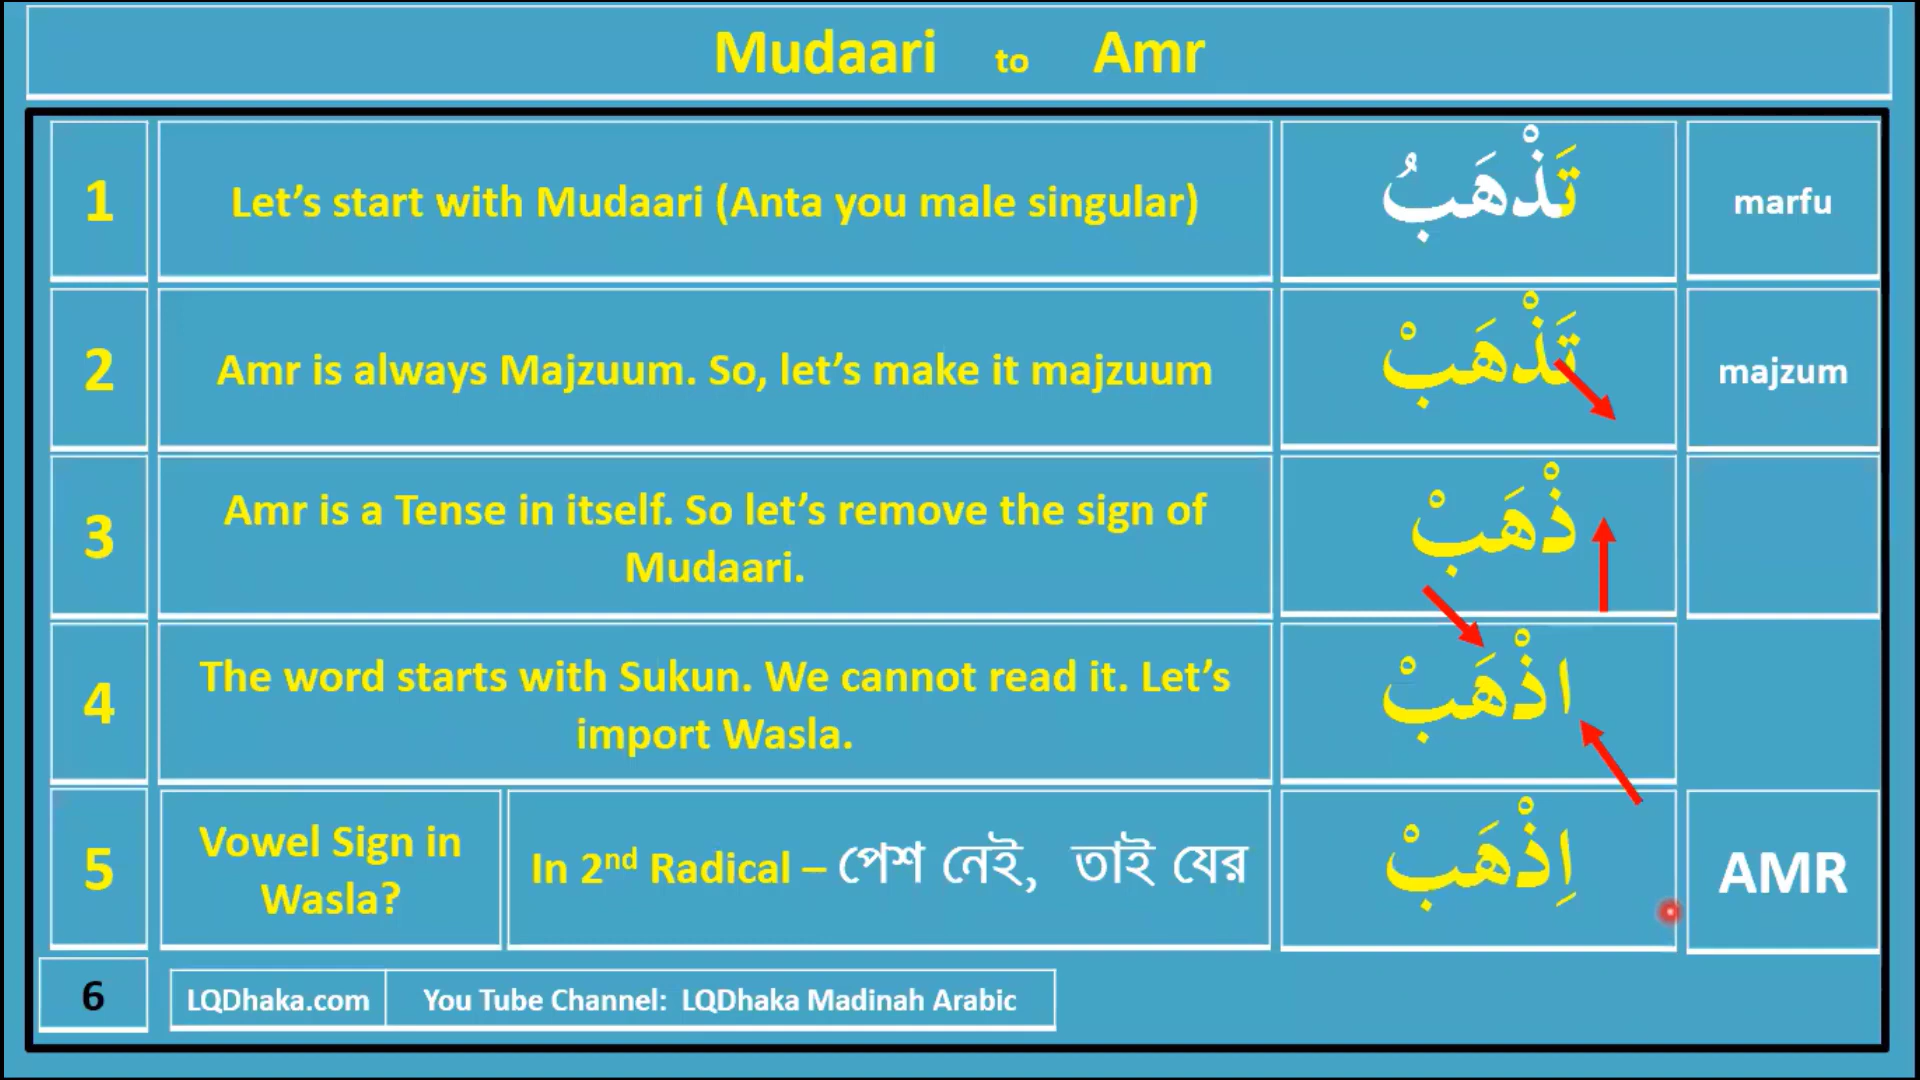 Mudaari to Amr
1
Let's start with Mudaari (Anta you male singular)
تَذْهَبُ
marfu
2
Amr is always Majzuum. So, let's make it majzuum
تَذْهَبْ
majzum
3
Amr is a Tense in itself. So let's remove the sign of
Mudaari.
ذْهَبْ
4
The word starts with Sukun. We cannot read it. Let's
import Wasla.
اذْهَبْ
5
Vowel Sign in
Wasla?
In 2nd Radical – পেশ নেই, তাই যের
اِذْهَبْ
AMR
6
LQDhaka.com
You Tube Channel: LQDhaka Madinah Arabic